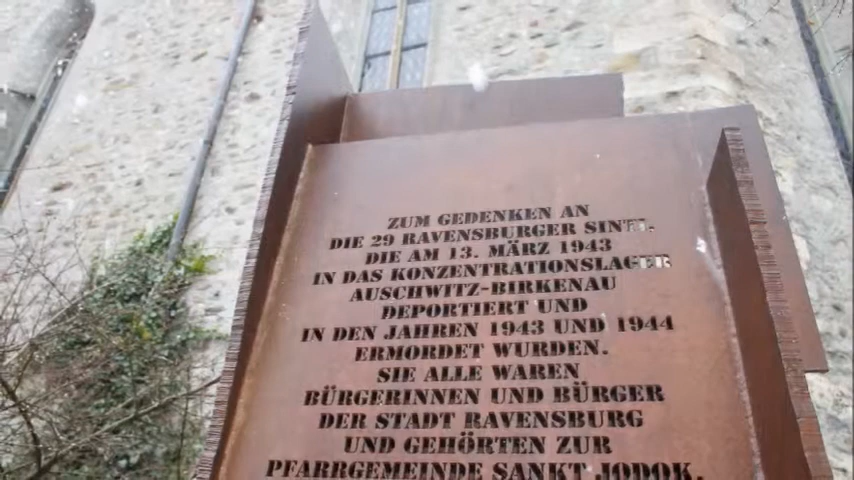 ZUM GEDENKEN AN
DIE 29 RAVENSBURGER SINTI,
DIE AM 13. MÄRZ 1943
IN DAS KONZENTRATIONSLAGER
AUSCHWITZ-BIRKENAU
DEPORTIERT UND
IN DEN JAHREN 1943 UND 1944
ERMORDET WURDEN.
SIE ALLE WAREN
BÜRGERINNEN UND BÜRGER
DER STADT RAVENSBURG
UND GEHÖRTEN ZUR
PFARRGEMEINDE SANKT JODOK.